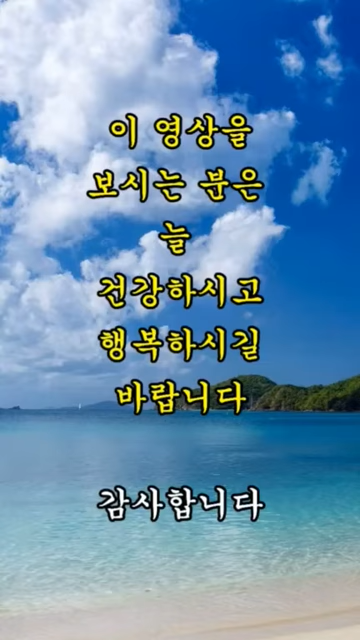 이 영상을
보시는 분은
늘
건강하시고
행복하시길
바랍니다
감사합니다